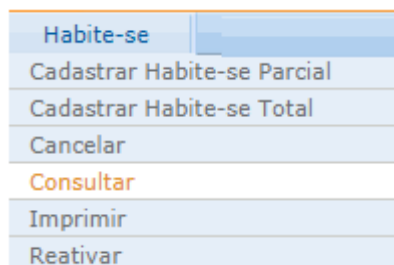 Habite-se
Cadastrar Habite-se Parcial
Cadastrar Habite-se Total
Cancelar
Consultar
Imprimir
Reativar